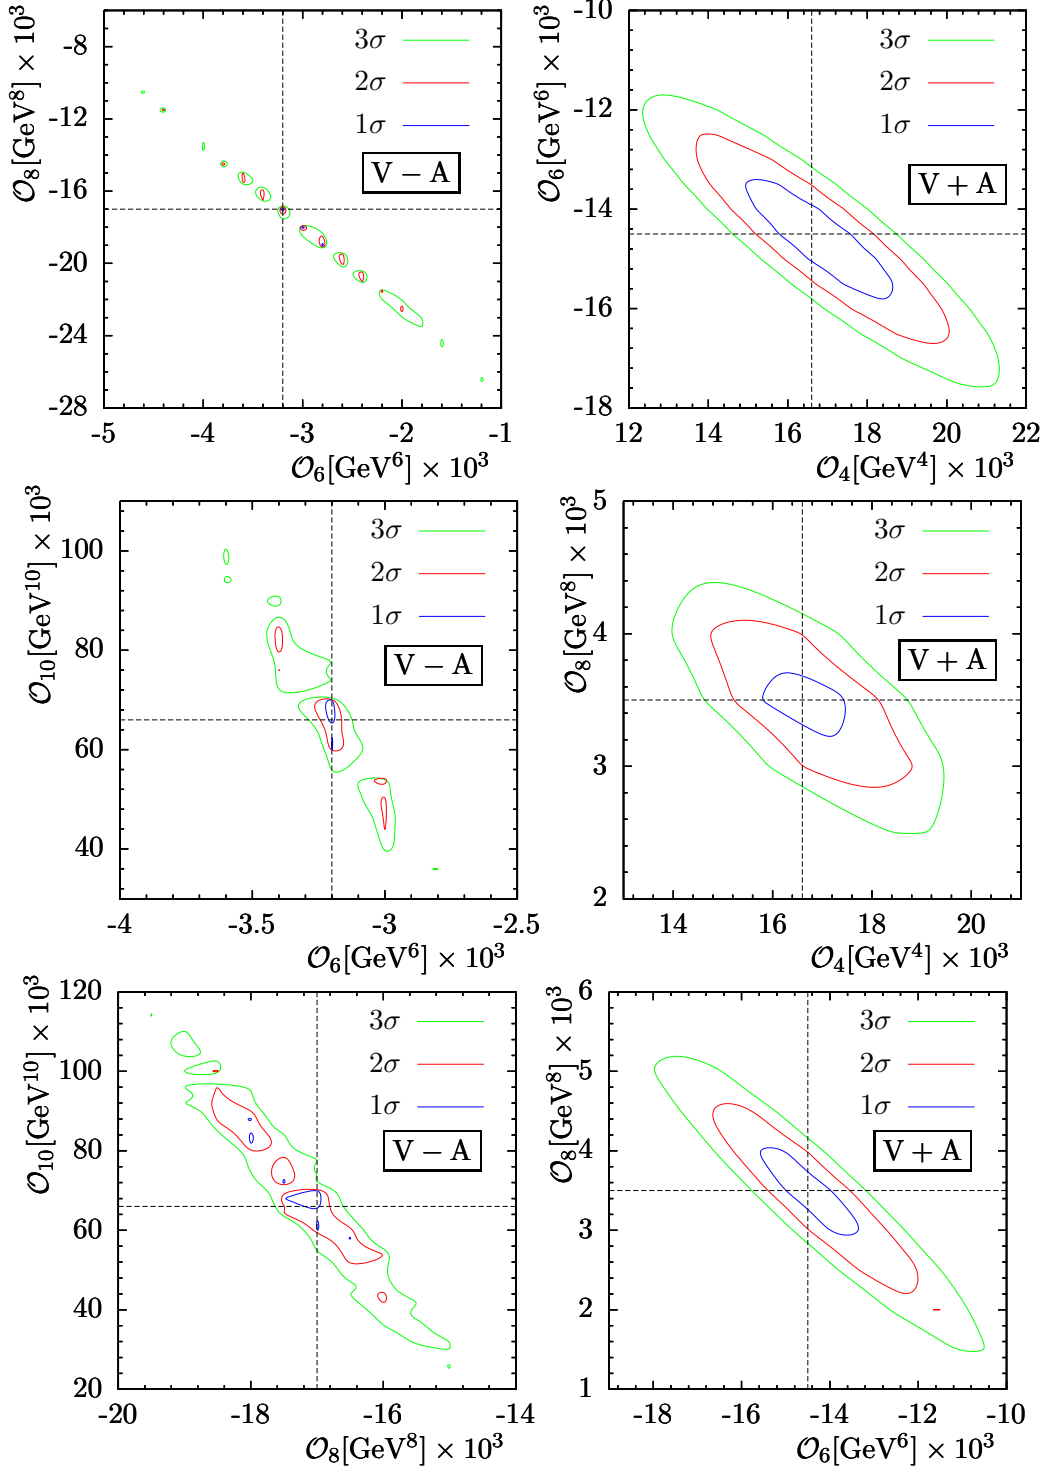 𝒪₈[GeV⁸] × 10³
-8
-12
-16
-20
-24
-28
-5 -4 -3 -2 -1
𝒪₆[GeV⁶] × 10³
3σ
2σ
1σ
V − A
𝒪₆[GeV⁶] × 10³
-10
-12
-14
-16
-18
12 14 16 18 20 22
𝒪₄[GeV⁴] × 10³
3σ
2σ
1σ
V + A
𝒪₁₀[GeV¹⁰] × 10³
100
80
60
40
-4 -3.5 -3 -2.5
𝒪₆[GeV⁶] × 10³
3σ
2σ
1σ
V − A
𝒪₈[GeV⁸] × 10³
5
4
3
2
14 16 18 20
𝒪₄[GeV⁴] × 10³
3σ
2σ
1σ
V + A
𝒪₁₀[GeV¹⁰] × 10³
120
100
80
60
40
20
-20 -18 -16 -14
𝒪₈[GeV⁸] × 10³
3σ
2σ
1σ
V − A
𝒪₈[GeV⁸] × 10³
6
5
4
3
2
1
-18 -16 -14 -12 -10
𝒪₆[GeV⁶] × 10³
3σ
2σ
1σ
V + A